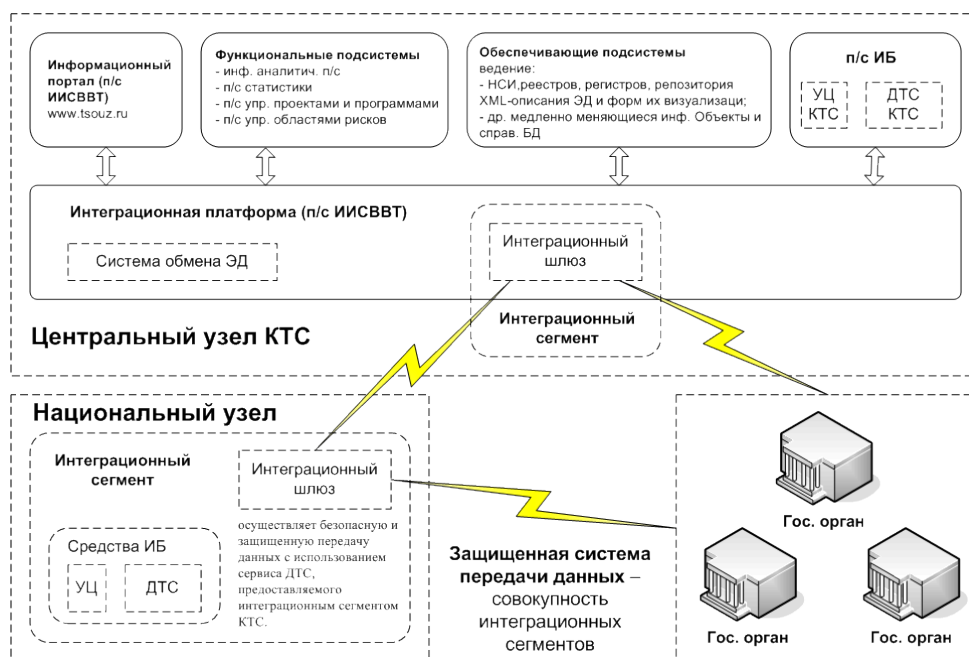 Информационный
портал (п/с
ИИСВВТ)
www.tsouz.ru
Функциональные подсистемы
- инф. аналитич. п/с
- п/с статистики
- п/с упр. проектами и программами
- п/с упр. областями рисков
Обеспечивающие подсистемы
ведение:
- НСИ,реестров, регистров, репозитория
XML-описания ЭД и форм их визуализаци;
- др. медленно меняющиеся инф. Объекты и
справ. БД
п/с ИБ
УЦ
КТС
ДТС
КТС
Интеграционная платформа (п/с ИИСВВТ)
Система обмена ЭД
Интеграционный
шлюз
Интеграционный
сегмент
Центральный узел КТС
Национальный узел
Интеграционный
сегмент
Интеграционный
шлюз
осуществляет безопасную и
защищенную передачу
данных с использованием
сервиса ДТС,
предоставляемого
интеграционным сегментом
КТС.
Средства ИБ
УЦ
ДТС
Защищенная система
передачи данных –
совокупность
интеграционных
сегментов
Гос. орган
Гос. орган
Гос. орган